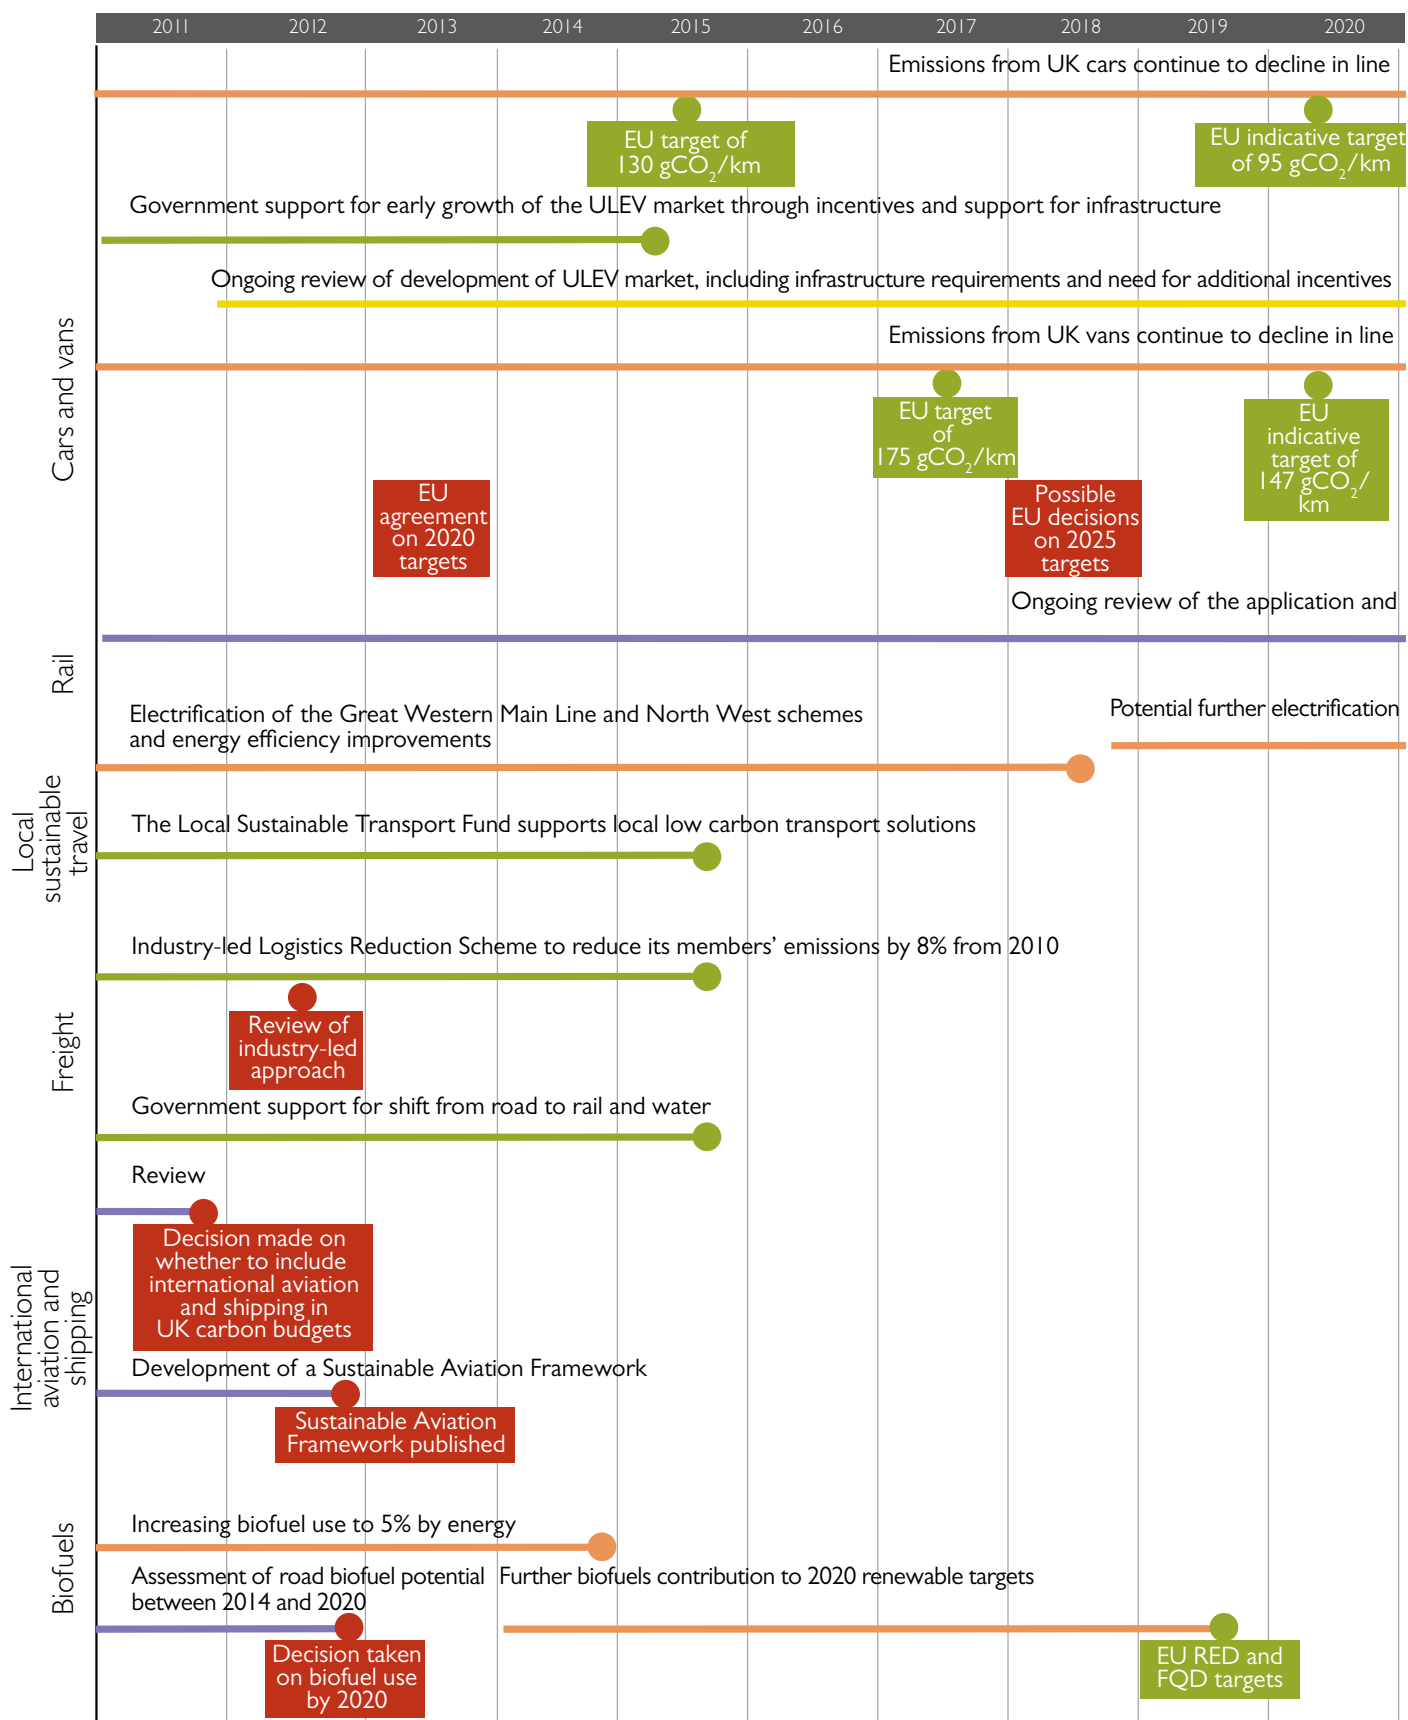 2011 2012 2013 2014 2015 2016 2017 2018 2019 2020
Emissions from UK cars continue to decline in line
EU target of
130 gCO₂/km
EU indicative target
of 95 gCO₂/km
Government support for early growth of the ULEV market through incentives and support for infrastructure
Ongoing review of development of ULEV market, including infrastructure requirements and need for additional incentives
Cars and vans
Emissions from UK vans continue to decline in line
EU target
of
175 gCO₂/km
EU
indicative
target of
147 gCO₂/
km
EU
agreement
on 2020
targets
Possible
EU decisions
on 2025
targets
Rail
Ongoing review of the application and
Electrification of the Great Western Main Line and North West schemes
and energy efficiency improvements
Potential further electrification
Local
sustainable
travel
The Local Sustainable Transport Fund supports local low carbon transport solutions
Freight
Industry-led Logistics Reduction Scheme to reduce its members’ emissions by 8% from 2010
Review of
industry-led
approach
Government support for shift from road to rail and water
International
aviation and
shipping
Review
Decision made on
whether to include
international aviation
and shipping in
UK carbon budgets
Development of a Sustainable Aviation Framework
Sustainable Aviation
Framework published
Biofuels
Increasing biofuel use to 5% by energy
Assessment of road biofuel potential
between 2014 and 2020
Further biofuels contribution to 2020 renewable targets
Decision taken
on biofuel use
by 2020
EU RED and
FQD targets